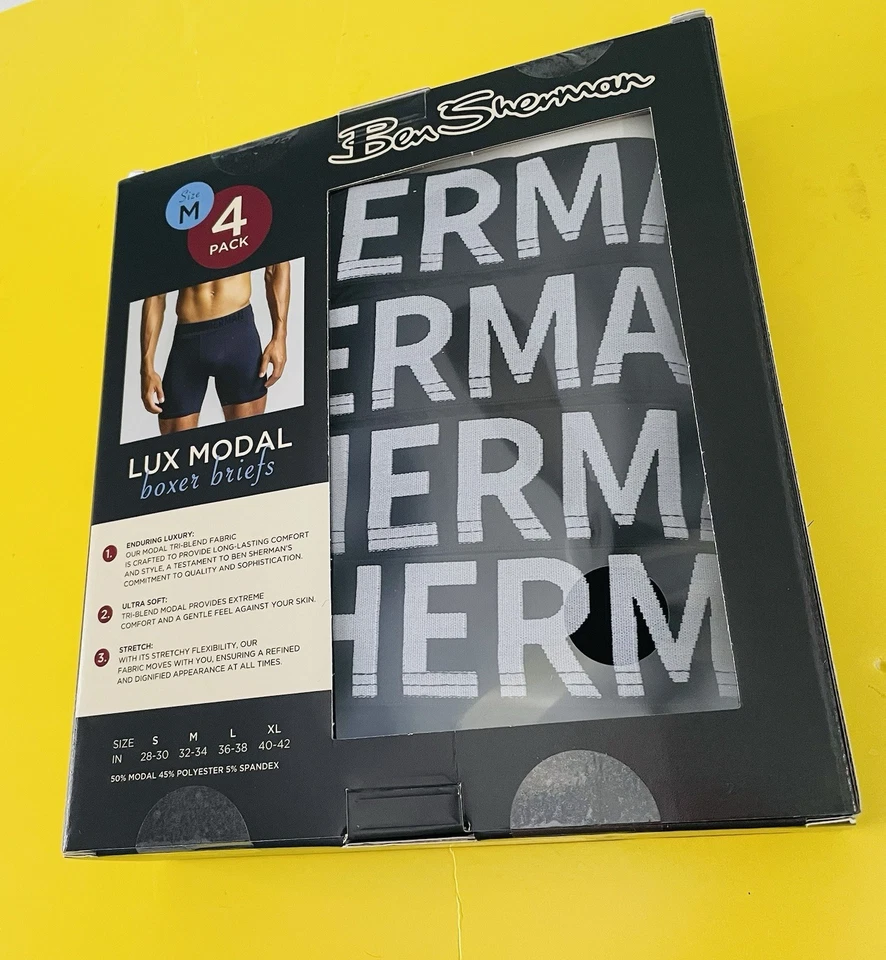 Ben Sherman
Size
M
4
PACK
ERMA
ERMA
HERM
HERM
LUX MODAL
boxer briefs
1.
ENDURING LUXURY:
OUR MODAL TRI-BLEND FABRIC
IS CRAFTED TO PROVIDE LONG-LASTING COMFORT
AND STYLE, A TESTAMENT TO BEN SHERMAN'S
COMMITMENT TO QUALITY AND SOPHISTICATION.
2.
ULTRA SOFT:
TRI-BLEND MODAL PROVIDES EXTREME
COMFORT AND A GENTLE FEEL AGAINST YOUR SKIN.
3.
STRETCH:
WITH ITS STRETCHY FLEXIBILITY, OUR
FABRIC MOVES WITH YOU, ENSURING A REFINED
AND DIGNIFIED APPEARANCE AT ALL TIMES.
SIZE S M L XL
IN 28-30 32-34 36-38 40-42
50% MODAL 45% POLYESTER 5% SPANDEX